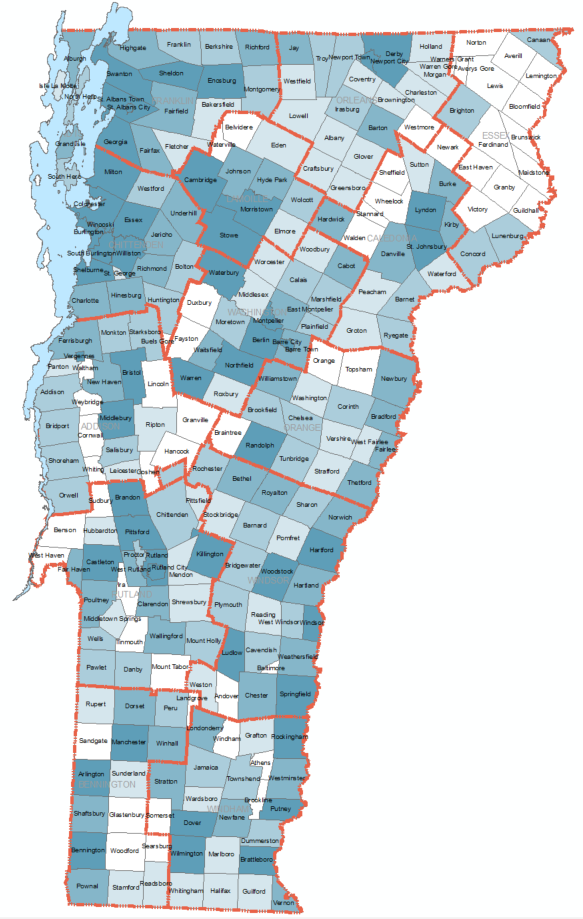 Highgate
Franklin
Berkshire
Richford
Jay
Troy
Newport Town
Derby
Newport City
Holland
Norton
Canaan
Averill
Alburgh
Swanton
Sheldon
Enosburg
Montgomery
Westfield
Coventry
Morgan
Warners Grant
Warren Gore
Averys Gore
Lewis
Lemington
Isle La Motte
North Hero
St. Albans Town
St. Albans City
FRANKLIN
Fairfield
Bakersfield
Lowell
ORLEANS
Irasburg
Brownington
Charleston
Brighton
Bloomfield
Grand Isle
Georgia
Fairfax
Fletcher
Waterville
Belvidere
Eden
Albany
Barton
Westmore
ESSEX
Ferdinand
Brunswick
Newark
South Hero
Milton
Westford
Cambridge
Johnson
Hyde Park
Craftsbury
Glover
Greensboro
Sheffield
Sutton
East Haven
Maidstone
Granby
Colchester
Essex
Underhill
Morristown
Wolcott
Hardwick
Stannard
Wheelock
Lyndon
Burke
Victory
Guildhall
Winooski
Burlington
Jericho
Stowe
Elmore
Woodbury
Walden
CALEDONIA
Danville
St. Johnsbury
Kirby
Concord
Lunenburg
South Burlington
Williston
Shelburne
St. George
Richmond
Bolton
Waterbury
Worcester
Calais
Cabot
Peacham
Barnet
Waterford
Charlotte
Hinesburg
Huntington
Duxbury
Middlesex
WASHINGTON
Moretown
Montpelier
East Montpelier
Marshfield
Plainfield
Groton
Ryegate
Ferrisburgh
Monkton
Starksboro
Buels Gore
Fayston
Waitsfield
Berlin
Barre City
Barre Town
Orange
Topsham
Newbury
Vergennes
Panton
Waltham
New Haven
Bristol
Lincoln
Warren
Northfield
Williamstown
Washington
Corinth
Bradford
Addison
Weybridge
Middlebury
Roxbury
Brookfield
Chelsea
ORANGE
Vershire
West Fairlee
Fairlee
Bridport
ADDISON
Cornwall
Ripton
Granville
Braintree
Randolph
Tunbridge
Strafford
Thetford
Shoreham
Whiting
Salisbury
Leicester
Goshen
Hancock
Rochester
Bethel
Royalton
Sharon
Norwich
Orwell
Sudbury
Brandon
Pittsfield
Chittenden
Stockbridge
Barnard
Pomfret
Hartford
Benson
Hubbardton
Pittsford
Killington
Bridgewater
Woodstock
WINDSOR
Hartland
West Haven
Fair Haven
Castleton
Proctor
Rutland
West Rutland
Rutland City
Mendon
RUTLAND
Poultney
Ira
Clarendon
Shrewsbury
Plymouth
Reading
West Windsor
Windsor
Middletown Springs
Wells
Tinmouth
Wallingford
Mount Holly
Ludlow
Cavendish
Weathersfield
Baltimore
Pawlet
Danby
Mount Tabor
Weston
Andover
Chester
Springfield
Rupert
Dorset
Peru
Landgrove
Londonderry
Windham
Grafton
Rockingham
Sandgate
Manchester
Winhall
Jamaica
Athens
Townshend
Westminster
Arlington
Sunderland
BENNINGTON
Stratton
Wardsboro
WINDHAM
Brookline
Newfane
Putney
Shaftsbury
Glastenbury
Somerset
Dover
Dummerston
Bennington
Woodford
Searsburg
Wilmington
Marlboro
Brattleboro
Pownal
Stamford
Readsboro
Whitingham
Halifax
Guilford
Vernon